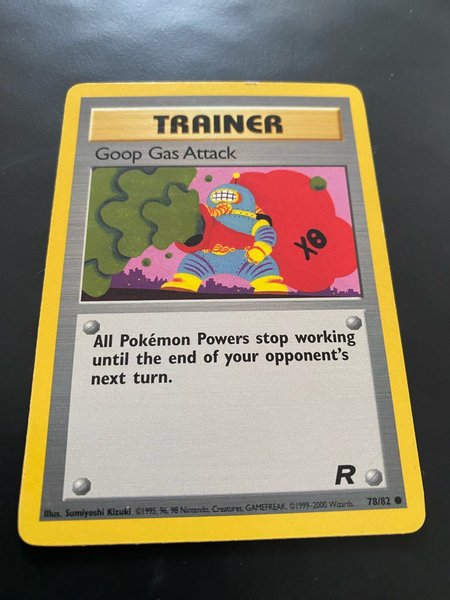 TRAINER
Goop Gas Attack
XθX
All Pokémon Powers stop working
until the end of your opponent's
next turn.
R
Illus. Sumiyoshi Kizuki ©1995, 96, 98 Nintendo, Creatures, GAMEFREAK. ©1999-2000 Wizards. 78/82 ●